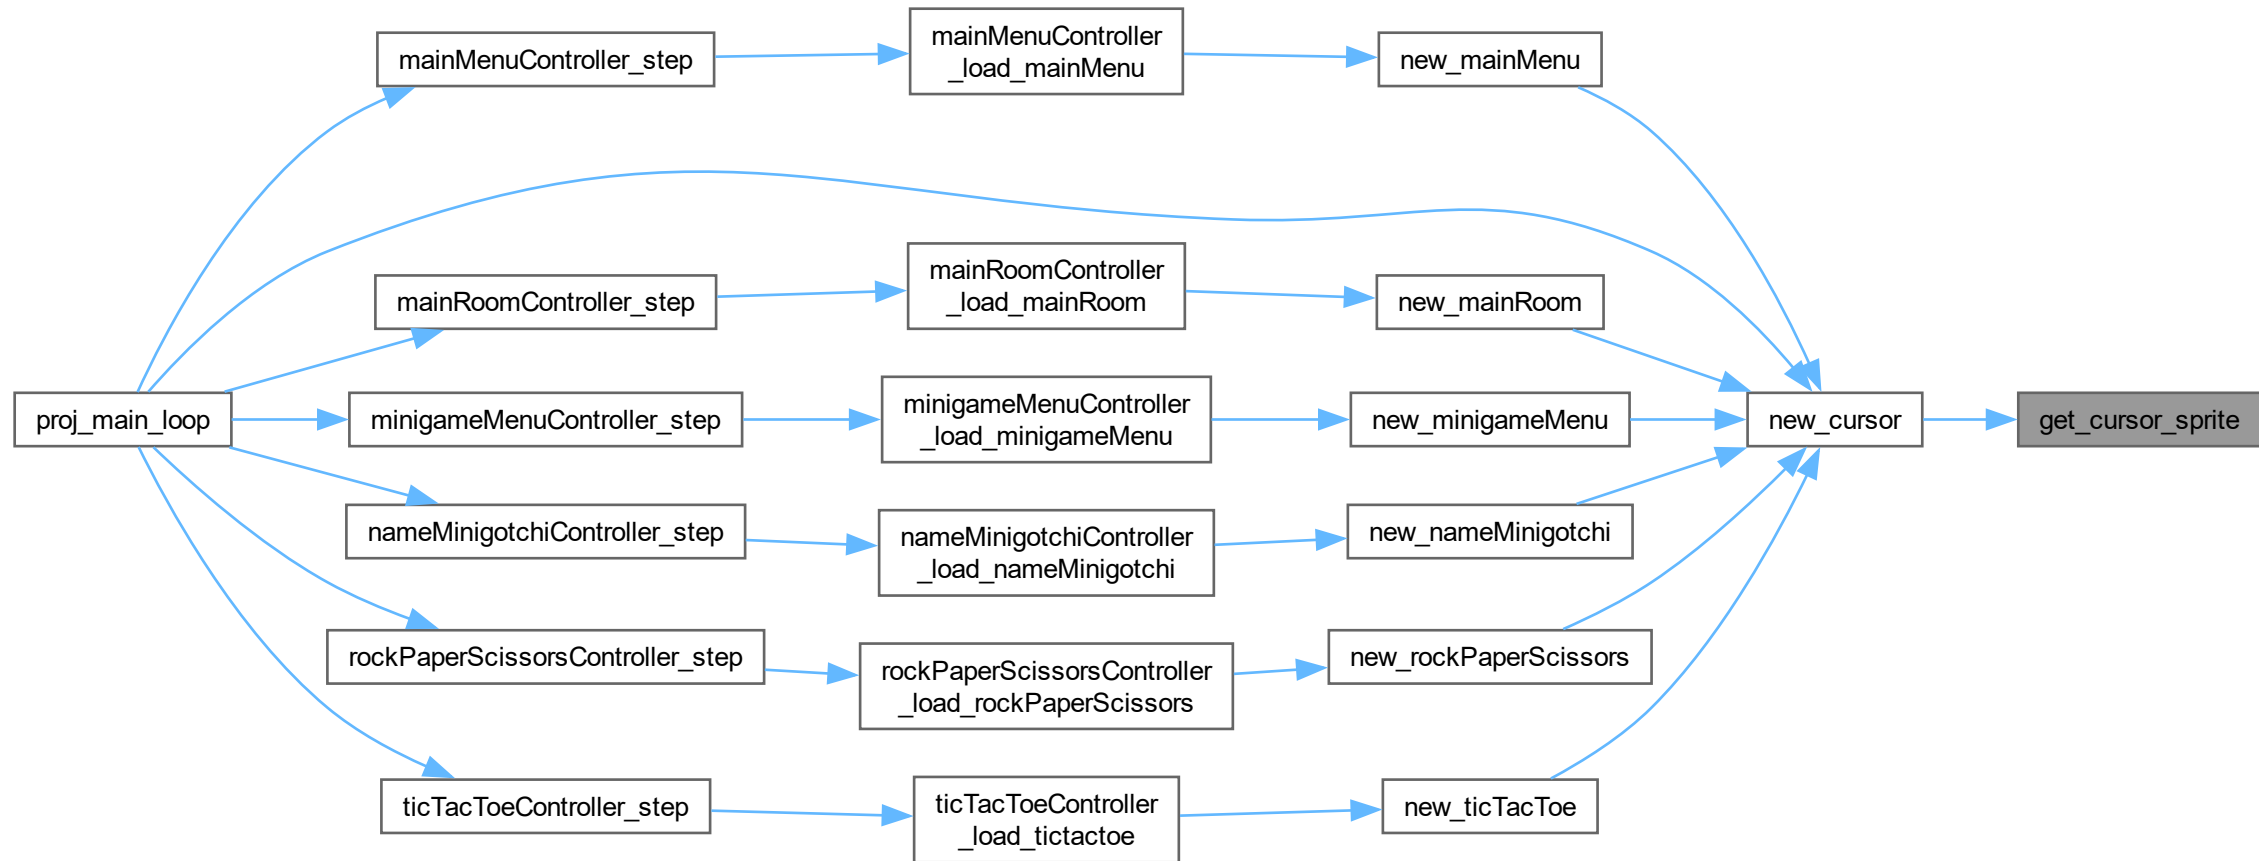 mainMenuController_step
mainMenuController
_load_mainMenu
new_mainMenu
mainRoomController_step
mainRoomController
_load_mainRoom
new_mainRoom
proj_main_loop
minigameMenuController_step
minigameMenuController
_load_minigameMenu
new_minigameMenu
new_cursor
get_cursor_sprite
nameMinigotchiController_step
nameMinigotchiController
_load_nameMinigotchi
new_nameMinigotchi
rockPaperScissorsController_step
rockPaperScissorsController
_load_rockPaperScissors
new_rockPaperScissors
ticTacToeController_step
ticTacToeController
_load_tictactoe
new_ticTacToe